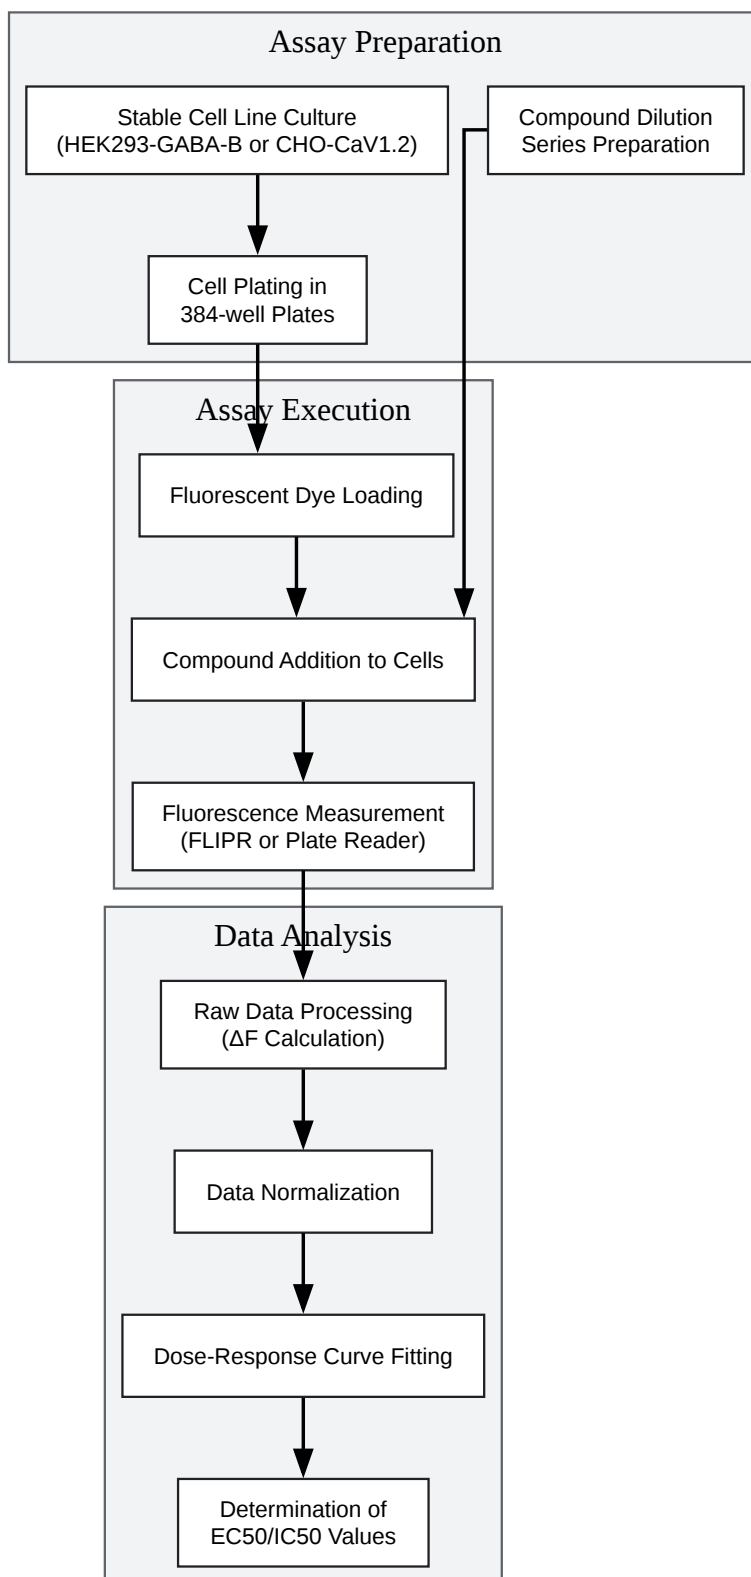 Assay Preparation
Stable Cell Line Culture
(HEK293-GABA-B or CHO-CaV1.2)
Compound Dilution
Series Preparation
Cell Plating in
384-well Plates
Assay Execution
Fluorescent Dye Loading
Compound Addition to Cells
Fluorescence Measurement
(FLIPR or Plate Reader)
Data Analysis
Raw Data Processing
(ΔF Calculation)
Data Normalization
Dose-Response Curve Fitting
Determination of
EC50/IC50 Values